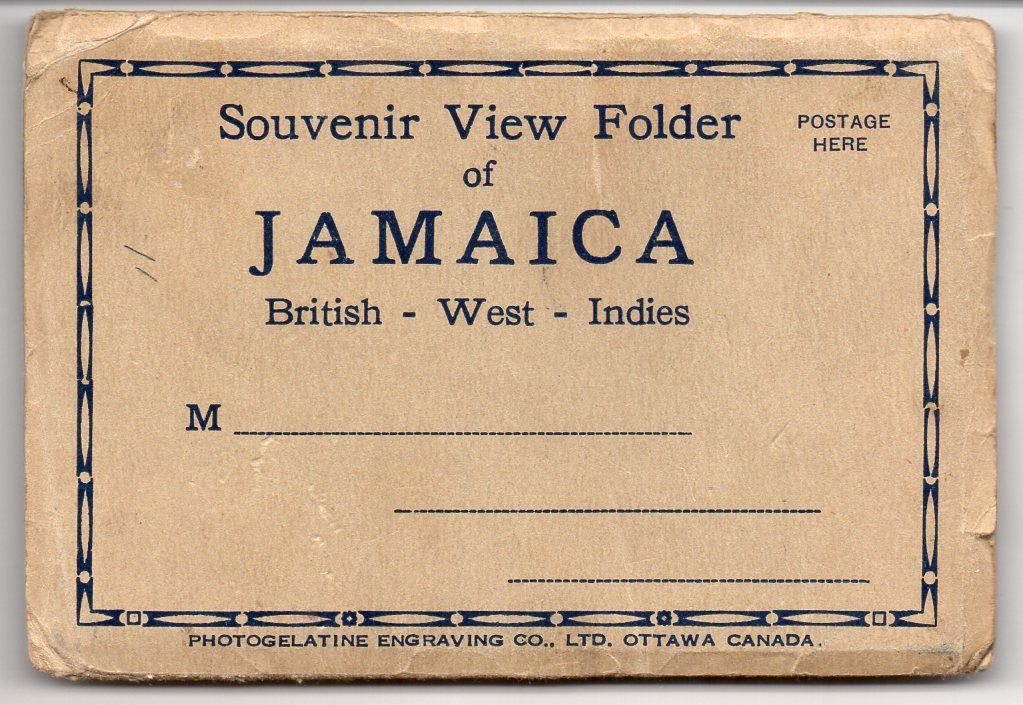 Souvenir View Folder
POSTAGE
HERE
of
JAMAICA
British - West - Indies
M
PHOTOGELATINE ENGRAVING CO., LTD. OTTAWA CANADA.